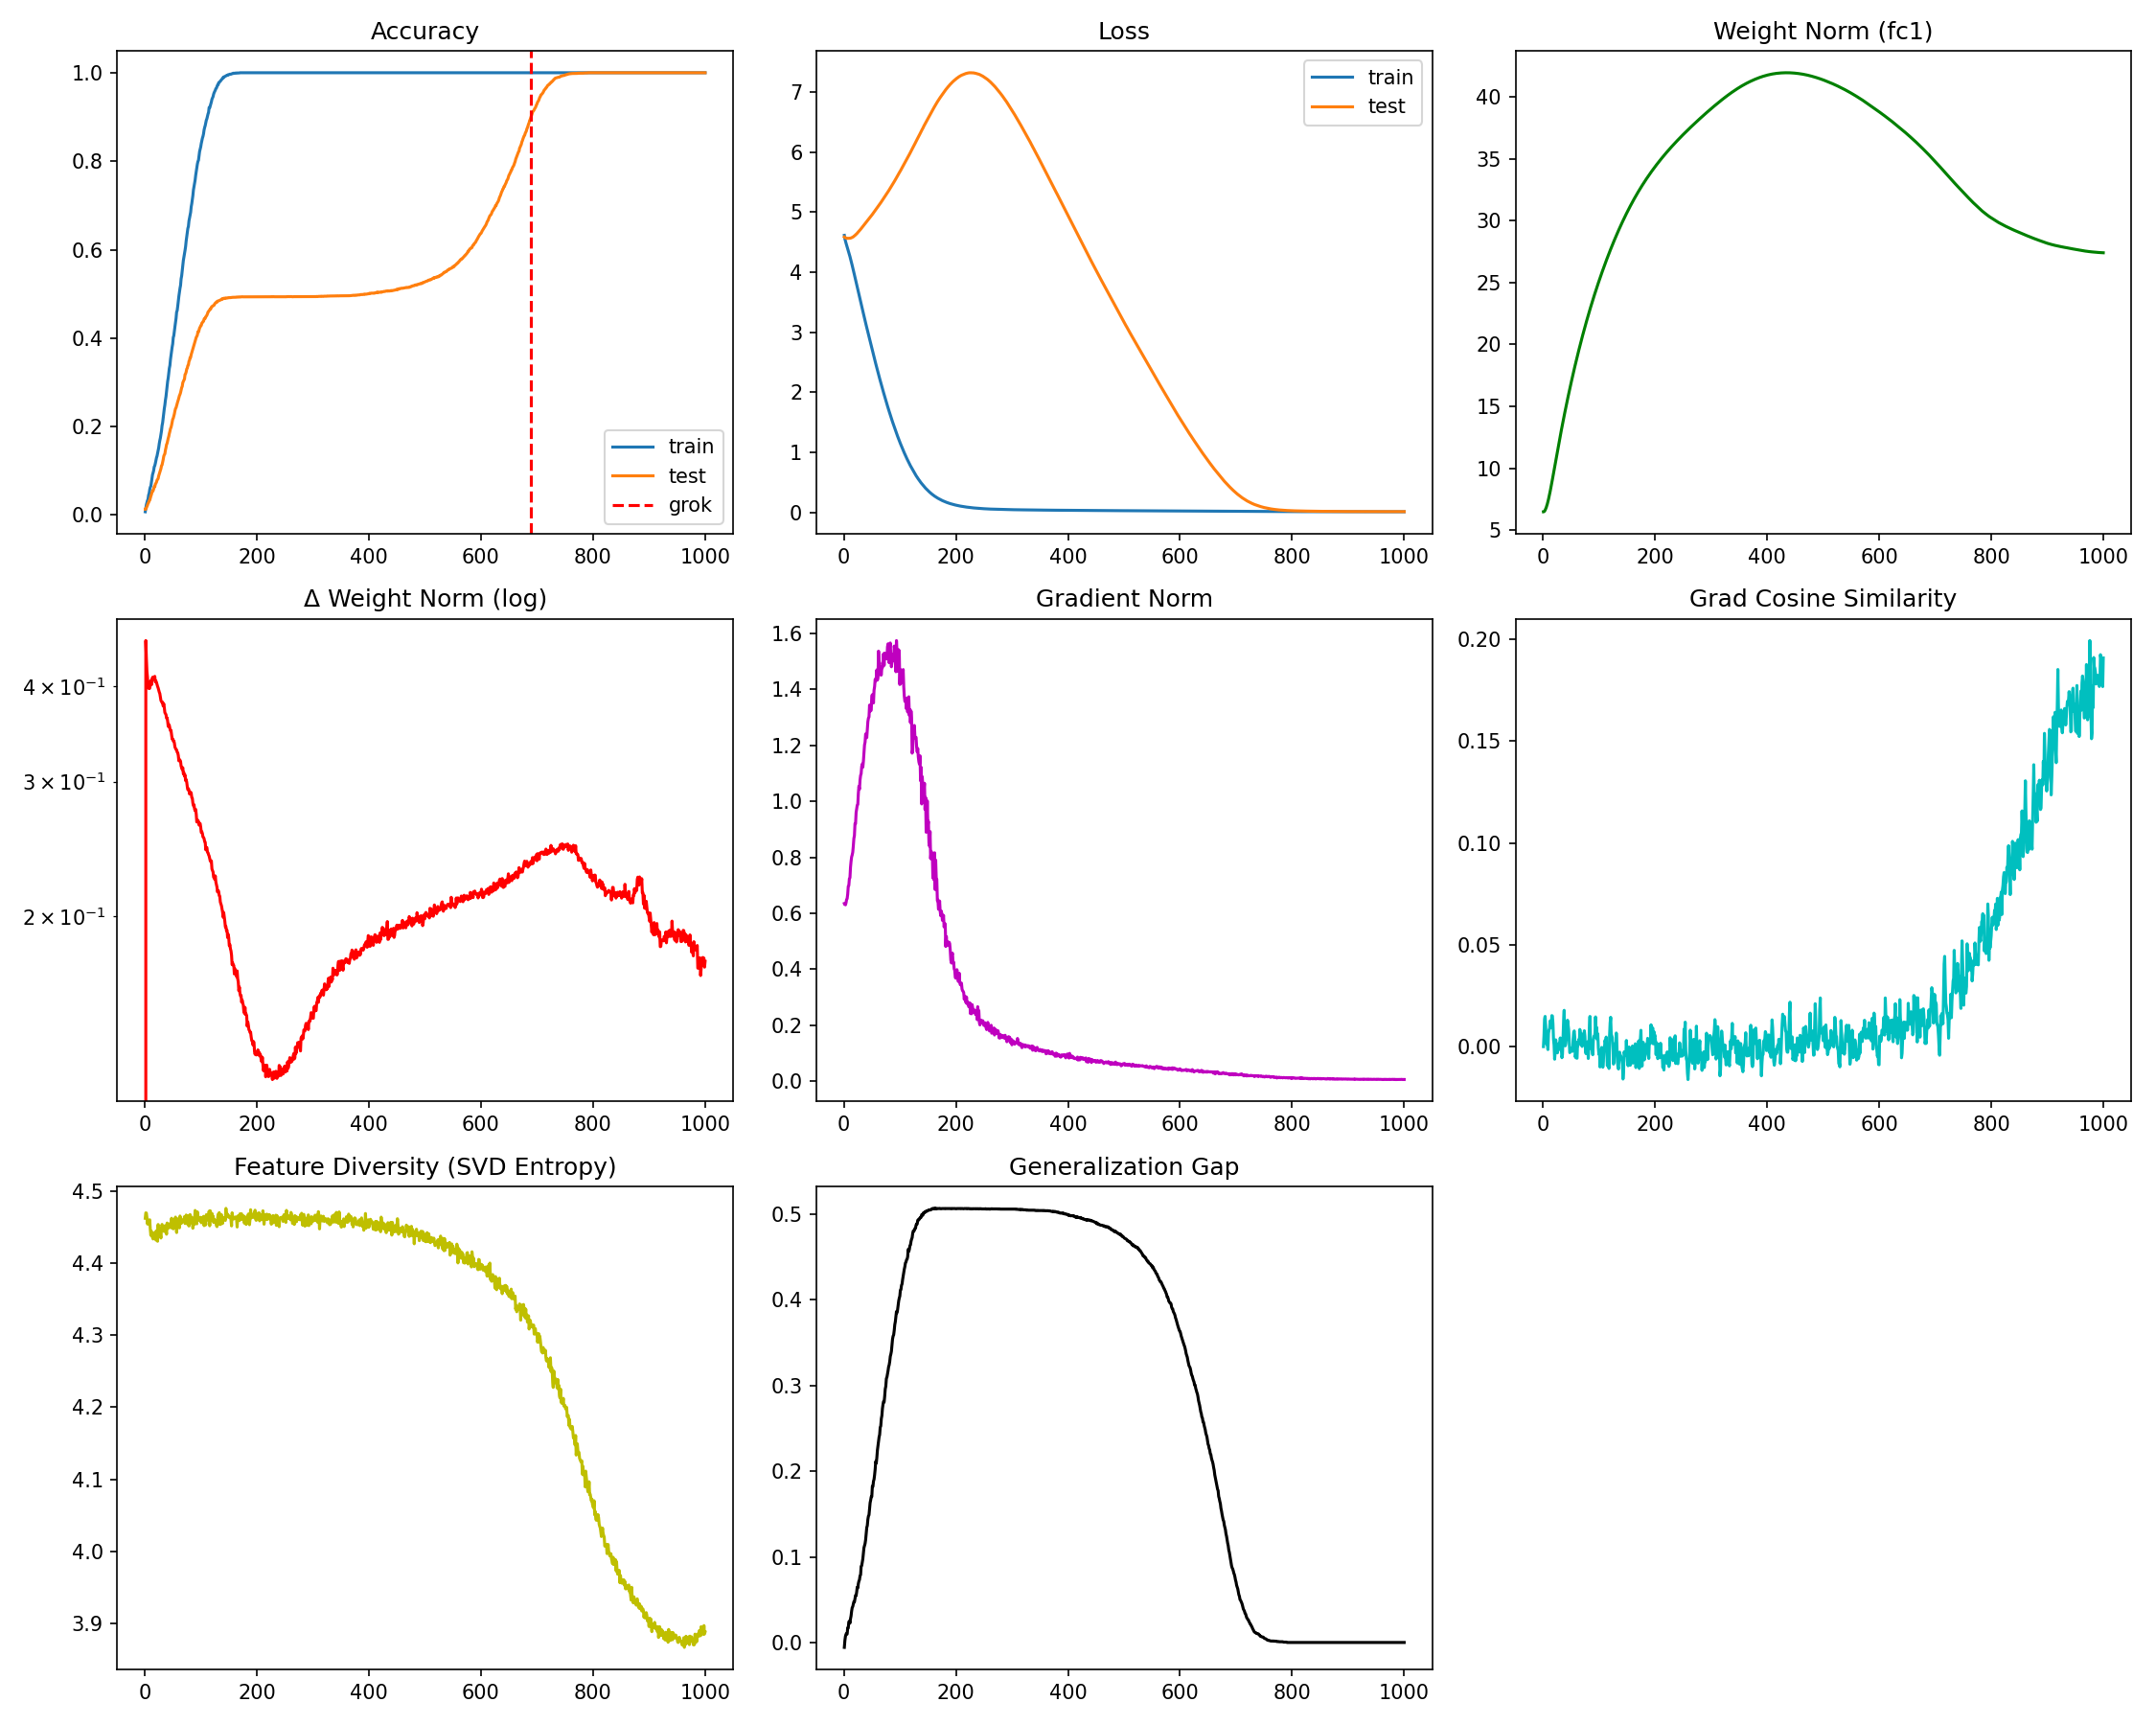 Accuracy
1.0
0.8
0.6
0.4
0.2
0.0
0 200 400 600 800 1000
train
test
grok
Loss
7
6
5
4
3
2
1
0
0 200 400 600 800 1000
train
test
Weight Norm (fc1)
40
35
30
25
20
15
10
5
0 200 400 600 800 1000
Δ Weight Norm (log)
4 × 10⁻¹
3 × 10⁻¹
2 × 10⁻¹
0 200 400 600 800 1000
Gradient Norm
1.6
1.4
1.2
1.0
0.8
0.6
0.4
0.2
0.0
0 200 400 600 800 1000
Grad Cosine Similarity
0.20
0.15
0.10
0.05
0.00
0 200 400 600 800 1000
Feature Diversity (SVD Entropy)
4.5
4.4
4.3
4.2
4.1
4.0
3.9
0 200 400 600 800 1000
Generalization Gap
0.5
0.4
0.3
0.2
0.1
0.0
0 200 400 600 800 1000